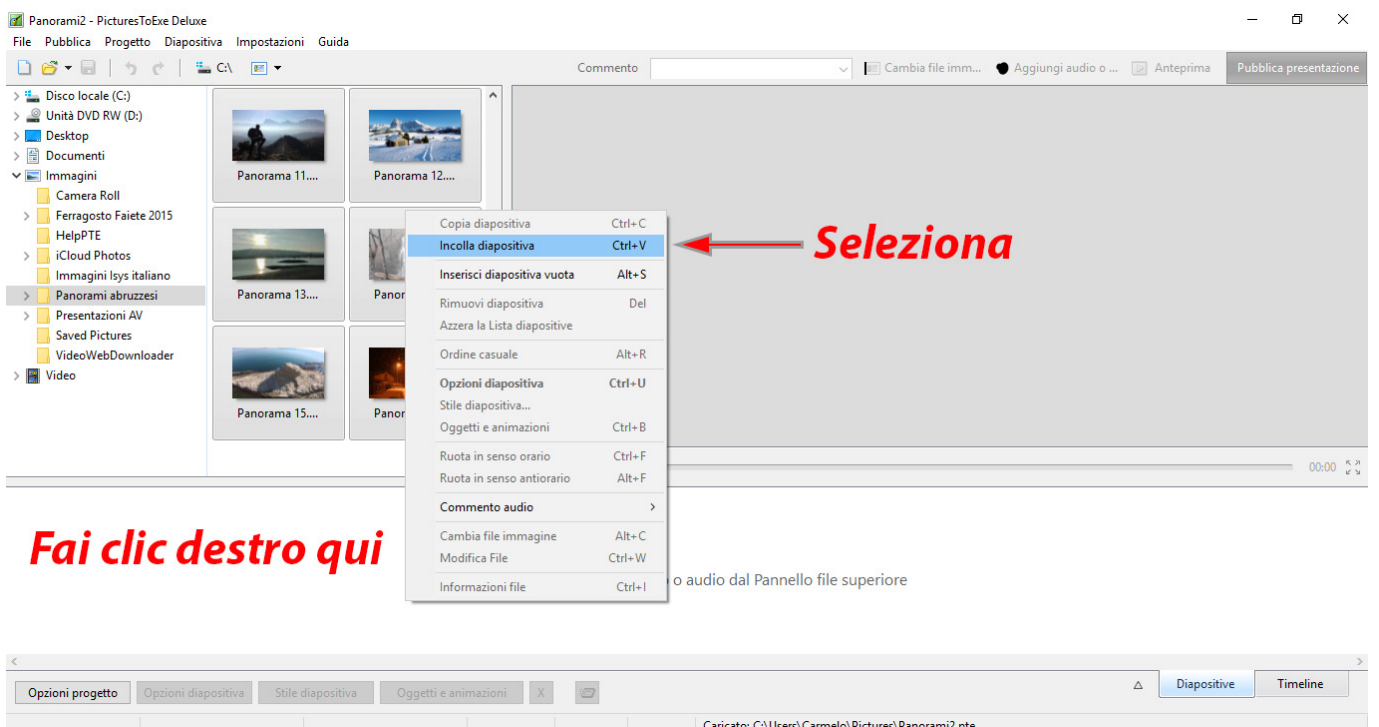 Panorami2 - PicturesToExe Deluxe
File Pubblica Progetto Diapositiva Impostazioni Guida
C:\ Commento Cambia file imm... Aggiungi audio o ... Anteprima Pubblica presentazione
Disco locale (C:)
Unità DVD RW (D:)
Desktop
Documenti
Immagini
Camera Roll
Ferragosto Faiete 2015
HelpPTE
iCloud Photos
Immagini Isys italiano
Panorami abruzzesi
Presentazioni AV
Saved Pictures
VideoWebDownloader
Video
Panorama 11.... Panorama 12....
Panorama 13.... Panor
Panorama 15.... Panor
Copia diapositiva Ctrl+C
Incolla diapositiva Ctrl+V
Inserisci diapositiva vuota Alt+S
Rimuovi diapositiva Del
Azzera la Lista diapositive
Ordine casuale Alt+R
Opzioni diapositiva Ctrl+U
Stile diapositiva...
Oggetti e animazioni Ctrl+B
Ruota in senso orario Ctrl+F
Ruota in senso antiorario Alt+F
Commento audio
Cambia file immagine Alt+C
Modifica File Ctrl+W
Informazioni file Ctrl+I
Seleziona
00:00
Fai clic destro qui
o audio dal Pannello file superiore
Opzioni progetto Opzioni diapositiva Stile diapositiva Oggetti e animazioni X Diapositive Timeline
Caricato: C:\Users\Carmelo\Pictures\Panorami2.pte